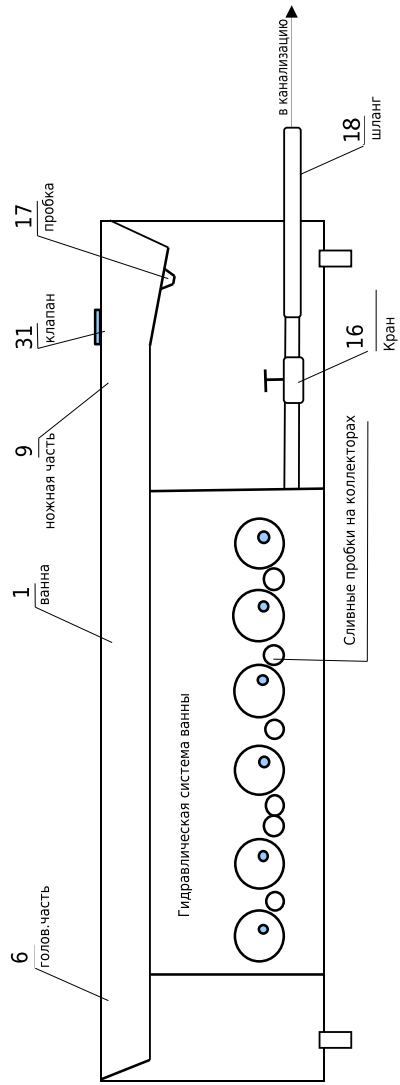 6
голов.часть
1
ванна
9
ножная часть
31
клапан
17
пробка
Гидравлическая система ванны
Сливные пробки на коллекторах
16
Кран
18
шланг
в канализацию